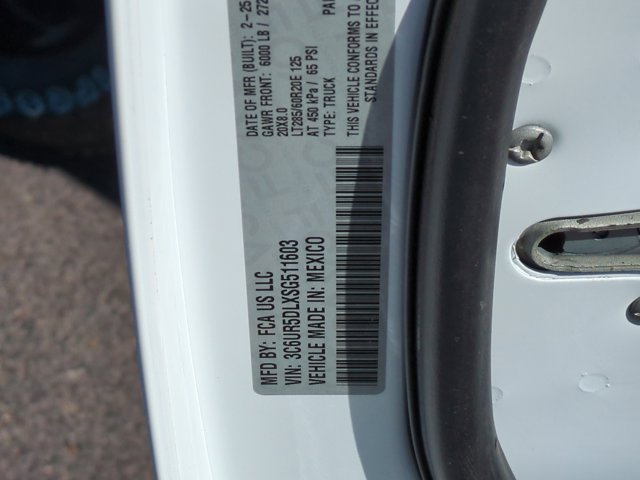 MFD BY: FCA US LLC
DATE OF MFR (BUILT): 2-25
GAWR FRONT: 6000 LB / 272
20X8.0
LT285/60R20E 125
AT 450 kPa / 65 PSI
TYPE: TRUCK
THIS VEHICLE CONFORMS TO
STANDARDS IN EFFEC
VIN: 3C6UR5DLXSG511603
VEHICLE MADE IN: MEXICO